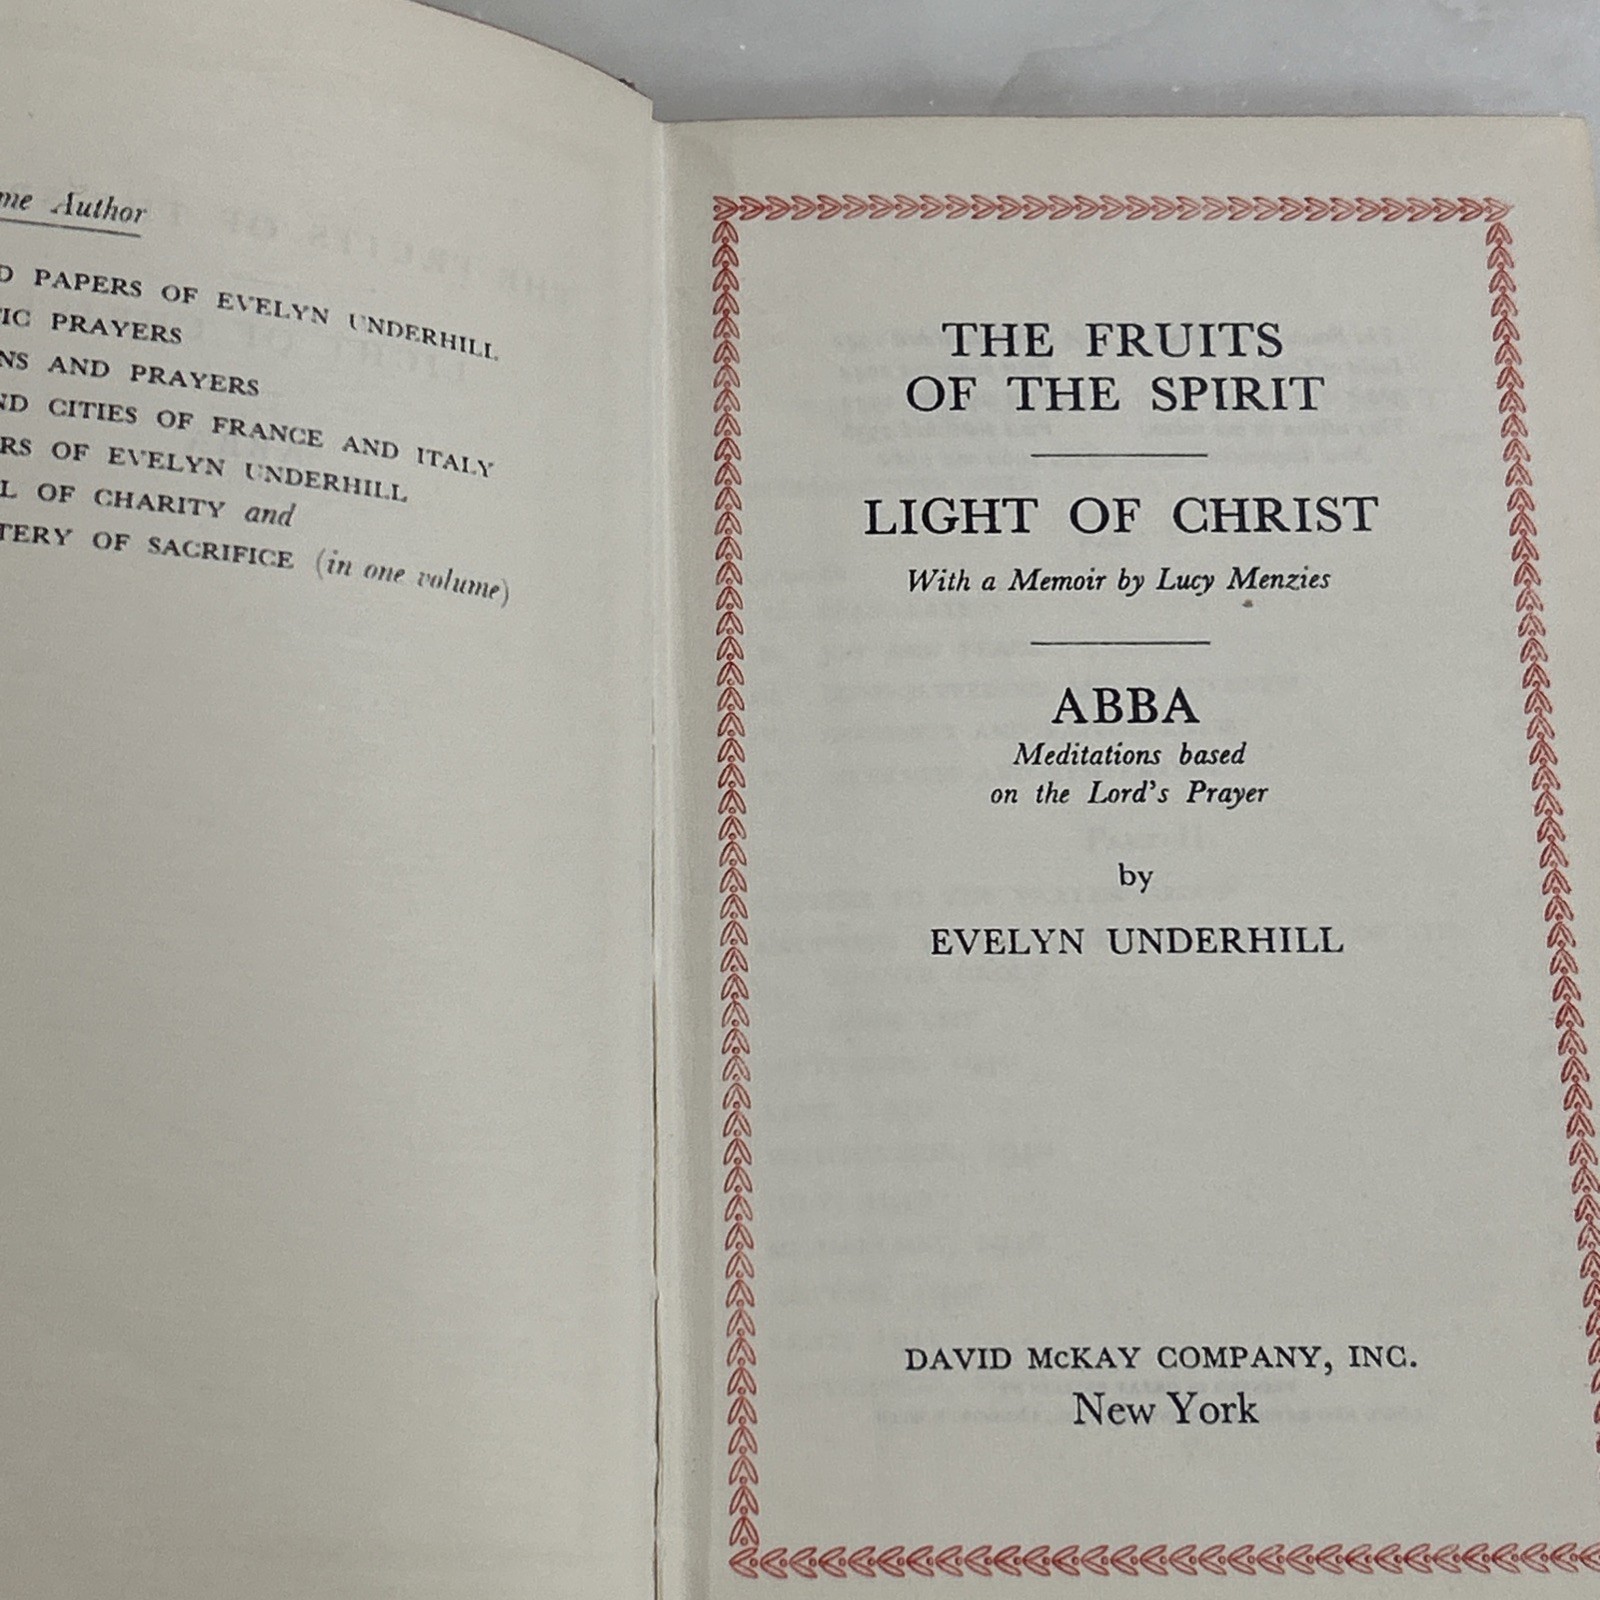 me Author
D PAPERS OF EVELYN UNDERHILL
IC PRAYERS
NS AND PRAYERS
ND CITIES OF FRANCE AND ITALY
RS OF EVELYN UNDERHILL
L OF CHARITY and
TERY OF SACRIFICE (in one volume)
THE FRUITS
OF THE SPIRIT
LIGHT OF CHRIST
With a Memoir by Lucy Menzies
ABBA
Meditations based
on the Lord's Prayer
by
EVELYN UNDERHILL
DAVID McKAY COMPANY, INC.
New York